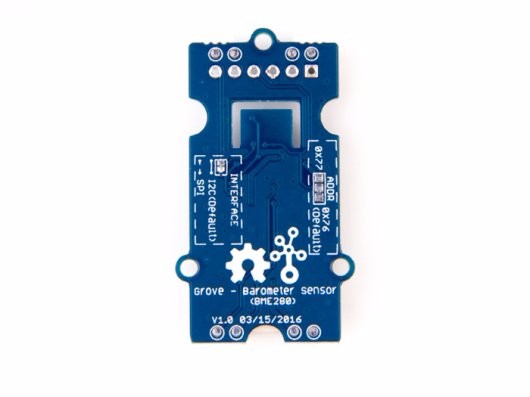 INTERFACE
I2C(Default)
SPI
0X77
ADDR
0X76
(Default)
Grove - Barometer Sensor
(BME280)
V1.0 03/15/2016